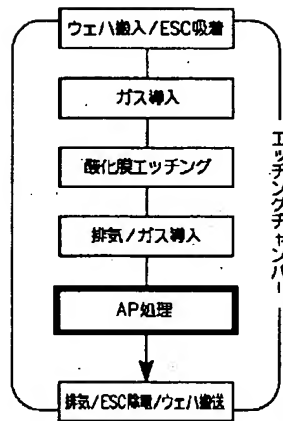 ウェハ搬入/ESC吸着
ガス導入
酸化膜エッチング
排気/ガス導入
AP処理
排気/ESC除電/ウェハ搬送
エッチングチャンバー